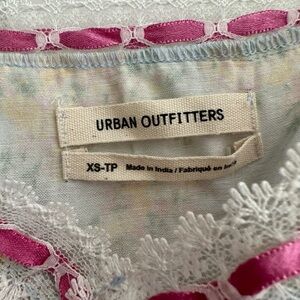 URBAN OUTFITTERS
XS-TP Made in India / Fabriqué en